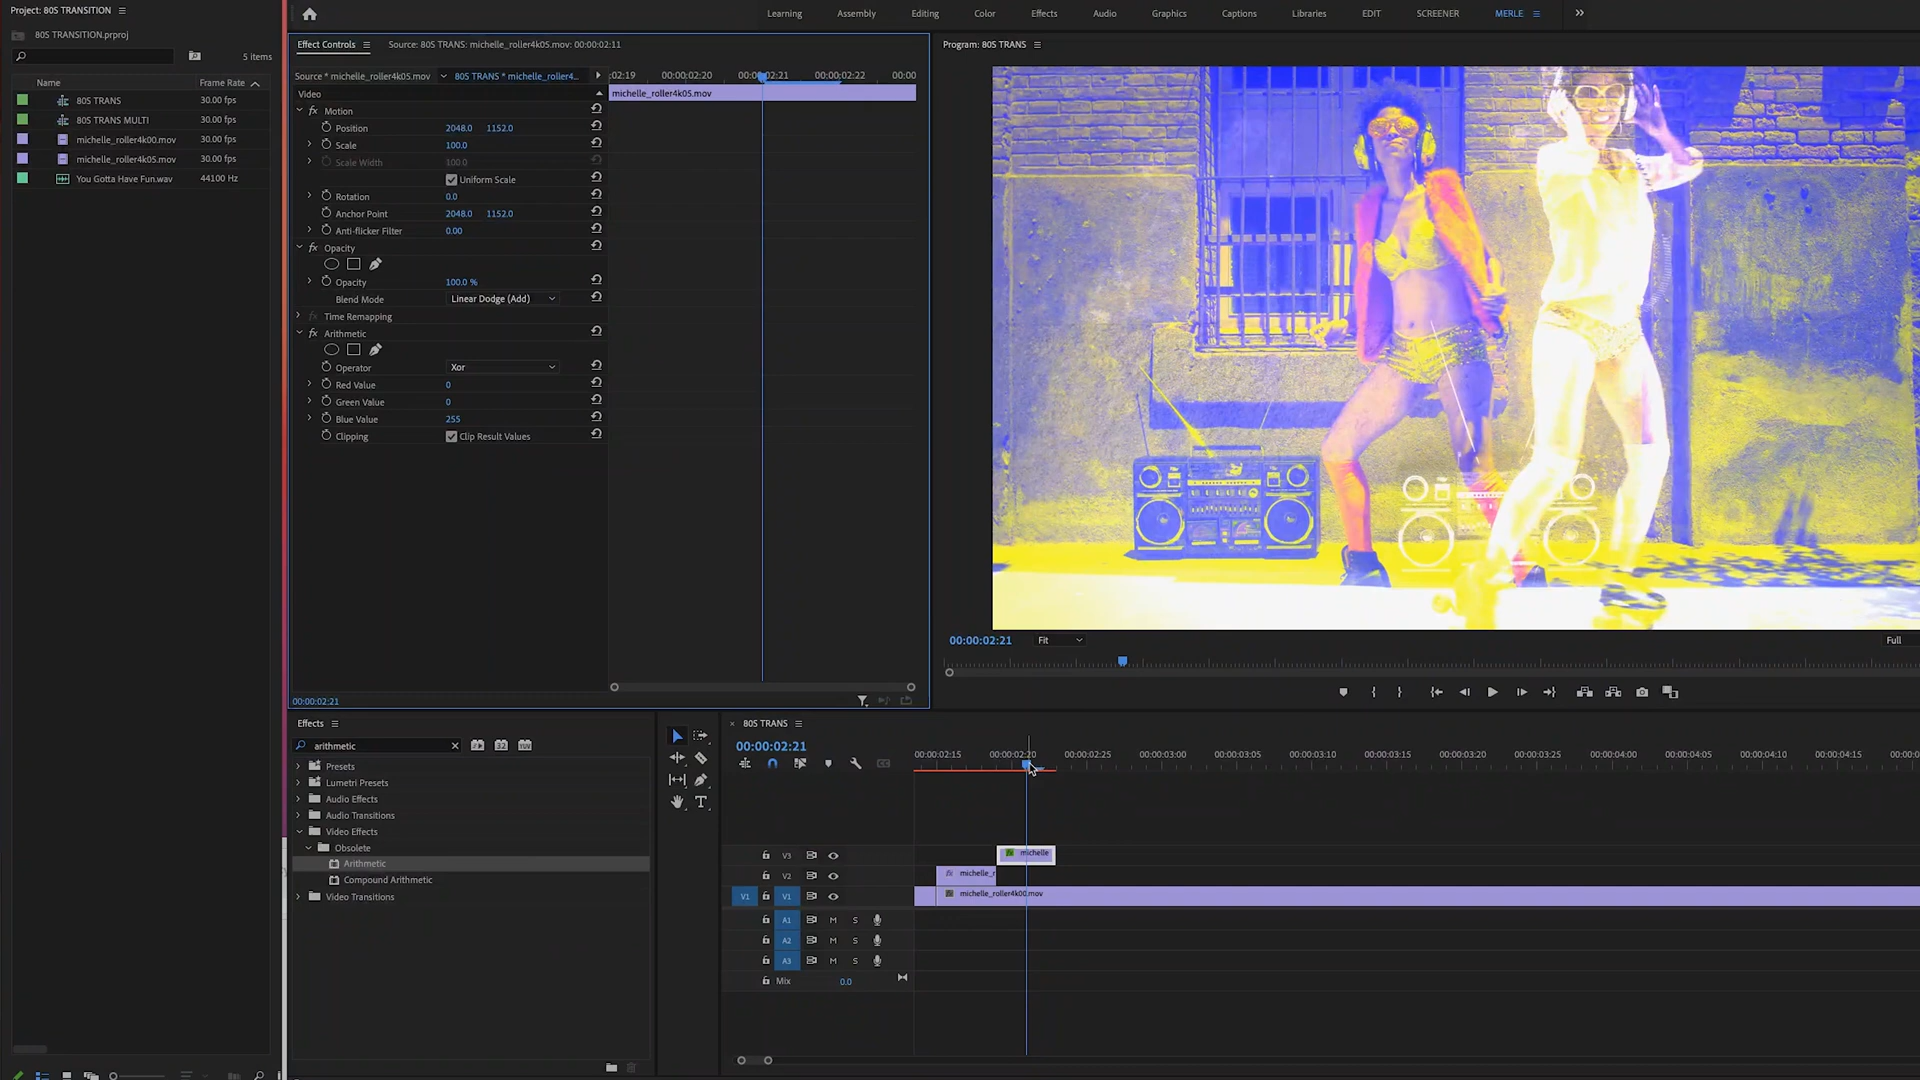 Project: 80S TRANSITION
80S TRANSITION.prproj
5 items
Name
Frame Rate
80S TRANS
30.00 fps
80S TRANS MULTI
30.00 fps
michelle_roller4k00.mov
30.00 fps
michelle_roller4k05.mov
30.00 fps
You Gotta Have Fun.wav
44100 Hz
Learning
Assembly
Editing
Color
Effects
Audio
Graphics
Captions
Libraries
EDIT
SCREENER
MERLE
Effect Controls
Source: 80S TRANS: michelle_roller4k05.mov: 00:00:02:11
Source * michelle_roller4k05.mov
80S TRANS * michelle_roller4...
:02:19
00:00:02:20
00:00:02:21
00:00:02:22
00:00
Video
michelle_roller4k05.mov
fx Motion
Position
2048.0 1152.0
Scale
100.0
Scale Width
100.0
Uniform Scale
Rotation
0.0
Anchor Point
2048.0 1152.0
Anti-flicker Filter
0.00
fx Opacity
Opacity
100.0 %
Blend Mode
Linear Dodge (Add)
fx Time Remapping
fx Arithmetic
Operator
Xor
Red Value
0
Green Value
0
Blue Value
255
Clipping
Clip Result Values
00:00:02:21
Program: 80S TRANS
00:00:02:21
Fit
Full
Effects
arithmetic
32
YUV
Presets
Lumetri Presets
Audio Effects
Audio Transitions
Video Effects
Obsolete
Arithmetic
Compound Arithmetic
Video Transitions
T
80S TRANS
00:00:02:21
CC
00:00:02:15
00:00:02:20
00:00:02:25
00:00:03:00
00:00:03:05
00:00:03:10
00:00:03:15
00:00:03:20
00:00:03:25
00:00:04:00
00:00:04:05
00:00:04:10
00:00:04:15
V3
michelle
V2
michelle_r
V1
V1
michelle_roller4k00.mov
A1
M
S
A2
M
S
A3
M
S
Mix
0.0